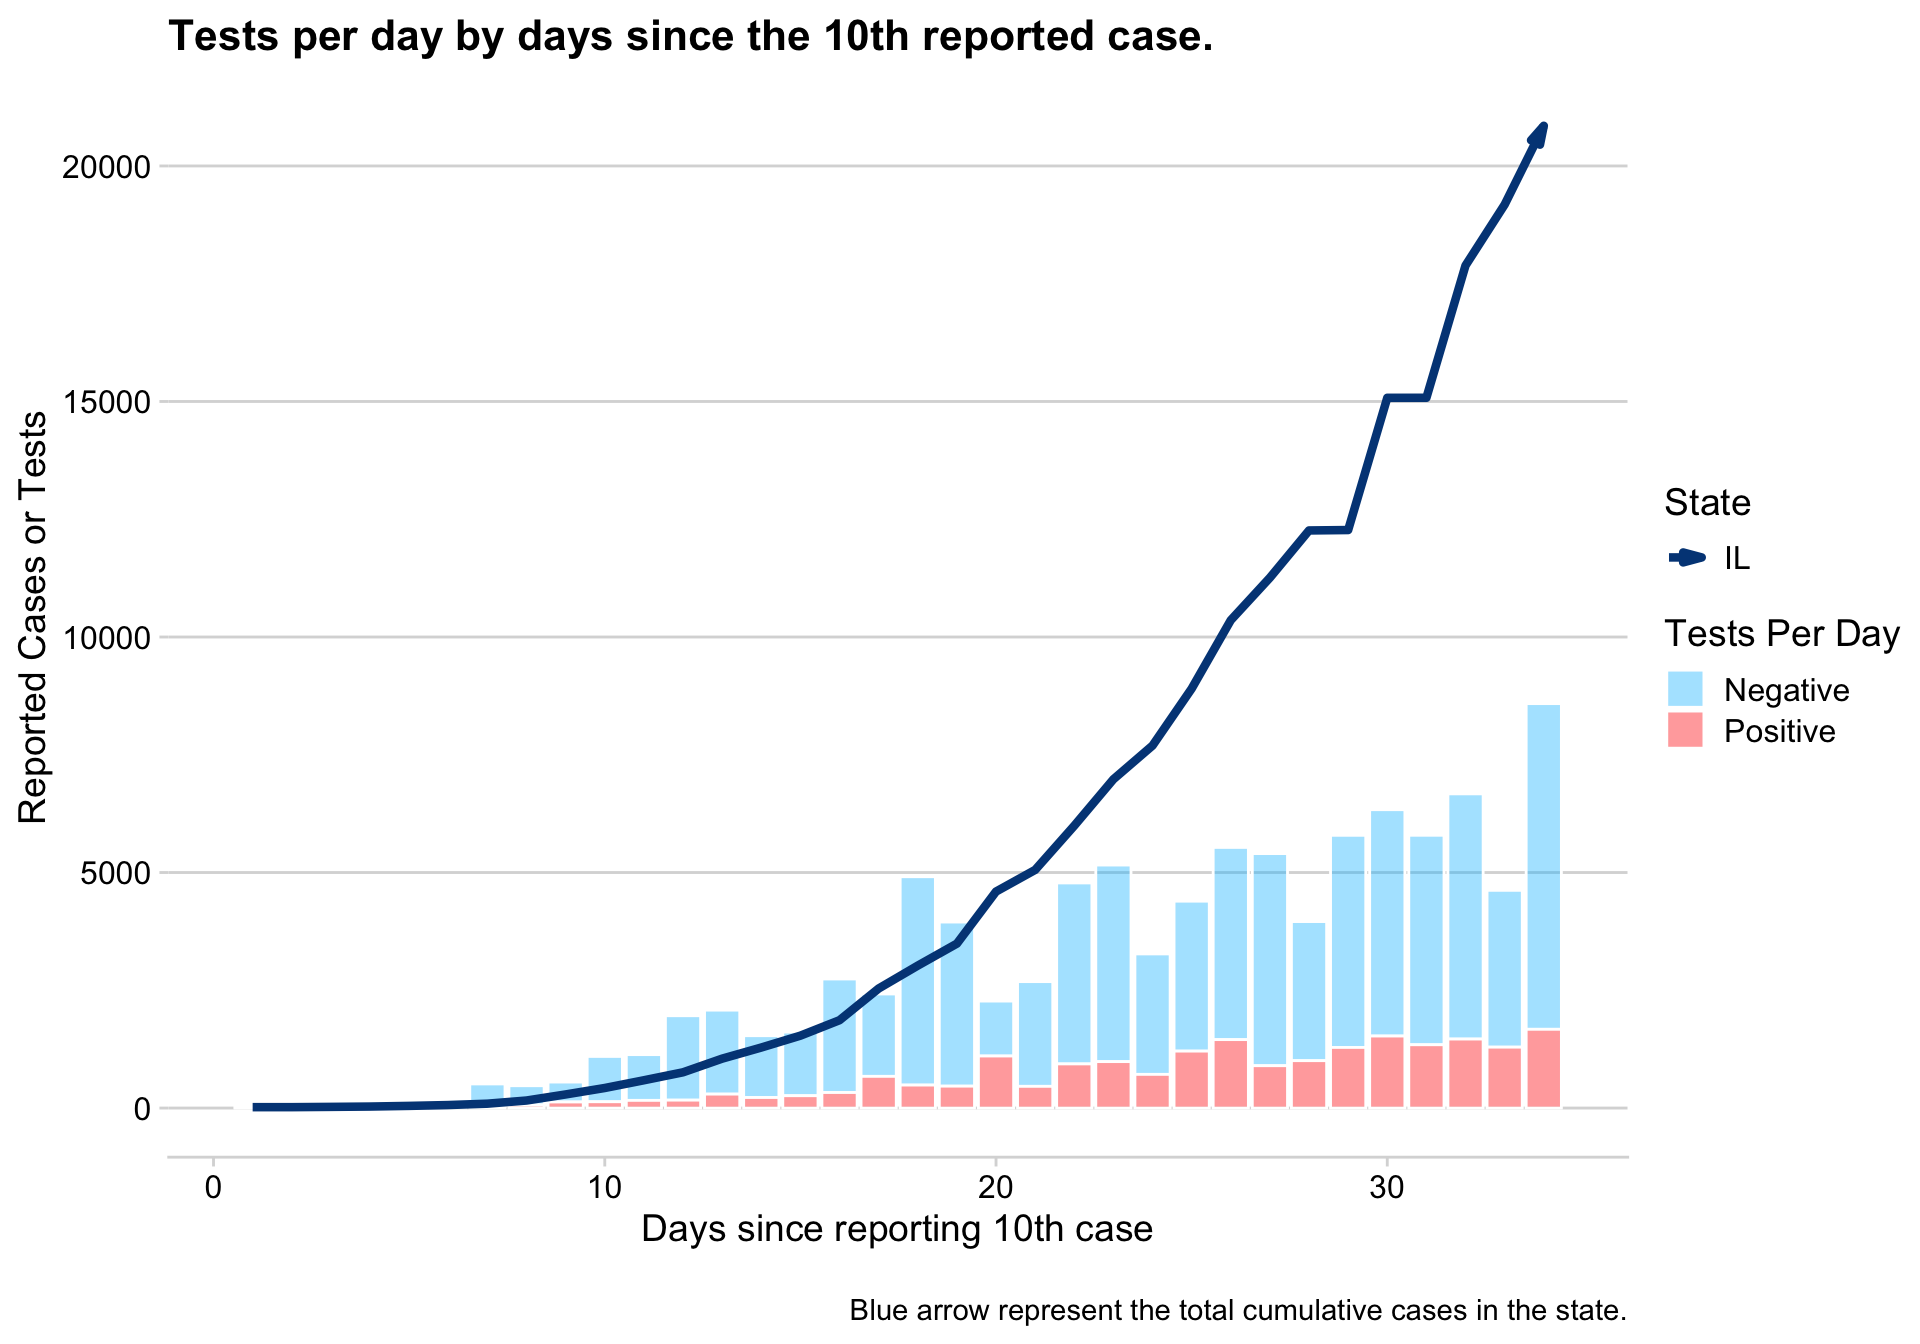 Tests per day by days since the 10th reported case.
20000
15000
10000
5000
0
Reported Cases or Tests
0 10 20 30
Days since reporting 10th case
State
IL
Tests Per Day
Negative
Positive
Blue arrow represent the total cumulative cases in the state.